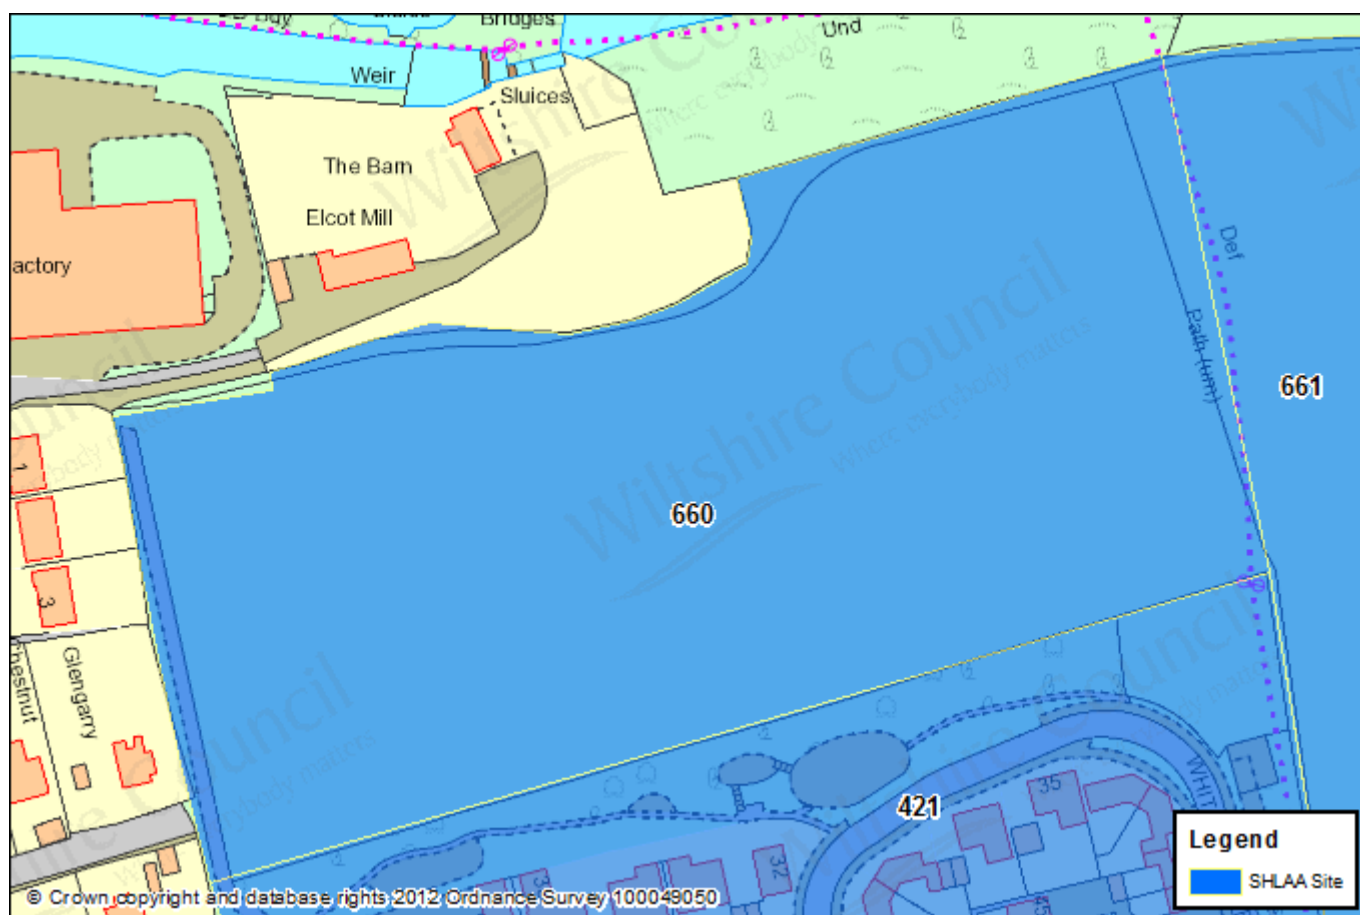 Bridges
Und
Weir
Sluices
The Barn
Elcot Mill
actory
Def
Path (um)
661
660
1
3
Glengarry
hestnut
421
35
32
WHIT
Legend
SHLAA Site
© Crown copyright and database rights 2012 Ordnance Survey 100049050
Wiltshire Council
Where everybody matters